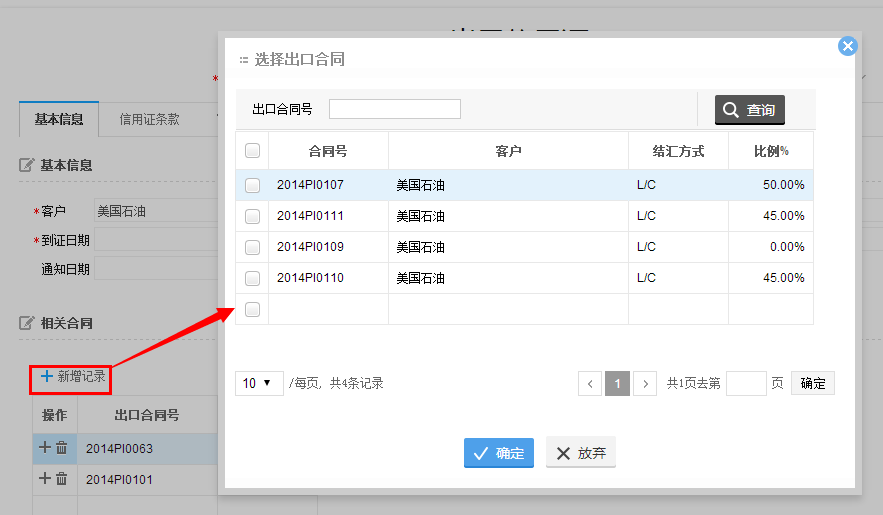 选择出口合同
出口合同号
查询
合同号 客户 结汇方式 比例%
2014PI0107 美国石油 L/C 50.00%
2014PI0111 美国石油 L/C 45.00%
2014PI0109 美国石油 L/C 0.00%
2014PI0110 美国石油 L/C 45.00%
10 /每页, 共4条记录
1 共1页去第 页 确定
确定 放弃
*
基本信息 信用证条款
基本信息
*客户 美国石油
*到证日期
通知日期
相关合同
新增记录
操作 出口合同号
2014PI0063
2014PI0101